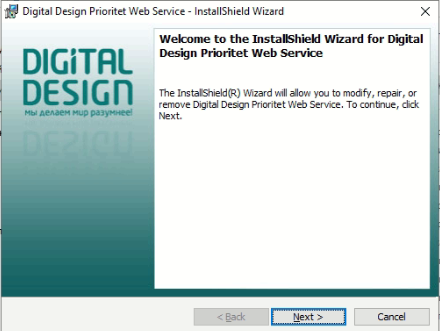 Digital Design Prioritet Web Service - InstallShield Wizard
DIGITAL
DESIGN
мы делаем мир разумнее!
Welcome to the InstallShield Wizard for Digital
Design Prioritet Web Service
The InstallShield(R) Wizard will allow you to modify, repair, or
remove Digital Design Prioritet Web Service. To continue, click
Next.
< Back
Next >
Cancel